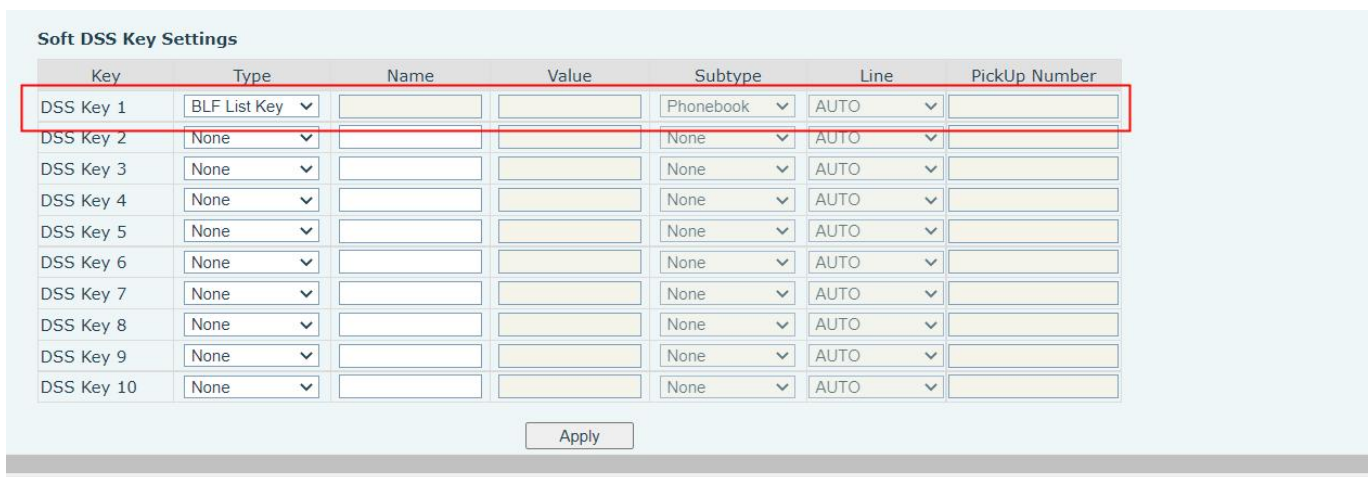 Soft DSS Key Settings
Key Type Name Value Subtype Line PickUp Number
DSS Key 1 BLF List Key Phonebook AUTO
DSS Key 2 None None AUTO
DSS Key 3 None None AUTO
DSS Key 4 None None AUTO
DSS Key 5 None None AUTO
DSS Key 6 None None AUTO
DSS Key 7 None None AUTO
DSS Key 8 None None AUTO
DSS Key 9 None None AUTO
DSS Key 10 None None AUTO
Apply